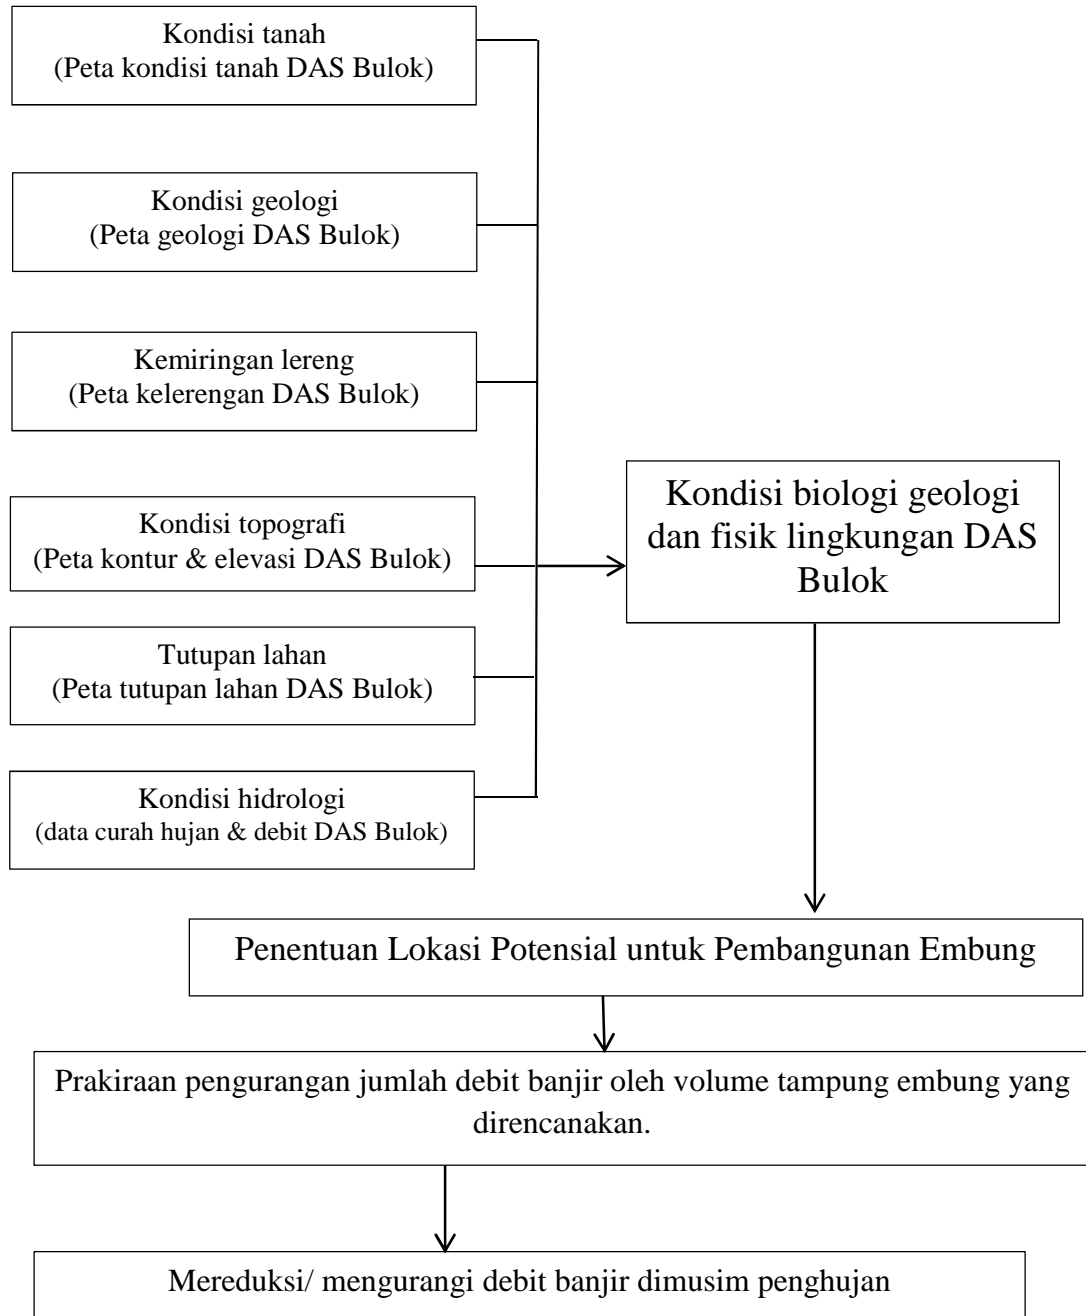 Kondisi tanah
(Peta kondisi tanah DAS Bulok)
Kondisi geologi
(Peta geologi DAS Bulok)
Kemiringan lereng
(Peta kelerengan DAS Bulok)
Kondisi topografi
(Peta kontur & elevasi DAS Bulok)
Tutupan lahan
(Peta tutupan lahan DAS Bulok)
Kondisi hidrologi
(data curah hujan & debit DAS Bulok)
Kondisi biologi geologi
dan fisik lingkungan DAS
Bulok
Penentuan Lokasi Potensial untuk Pembangunan Embung
Prakiraan pengurangan jumlah debit banjir oleh volume tampung embung yang
direncanakan.
Mereduksi/ mengurangi debit banjir dimusim penghujan